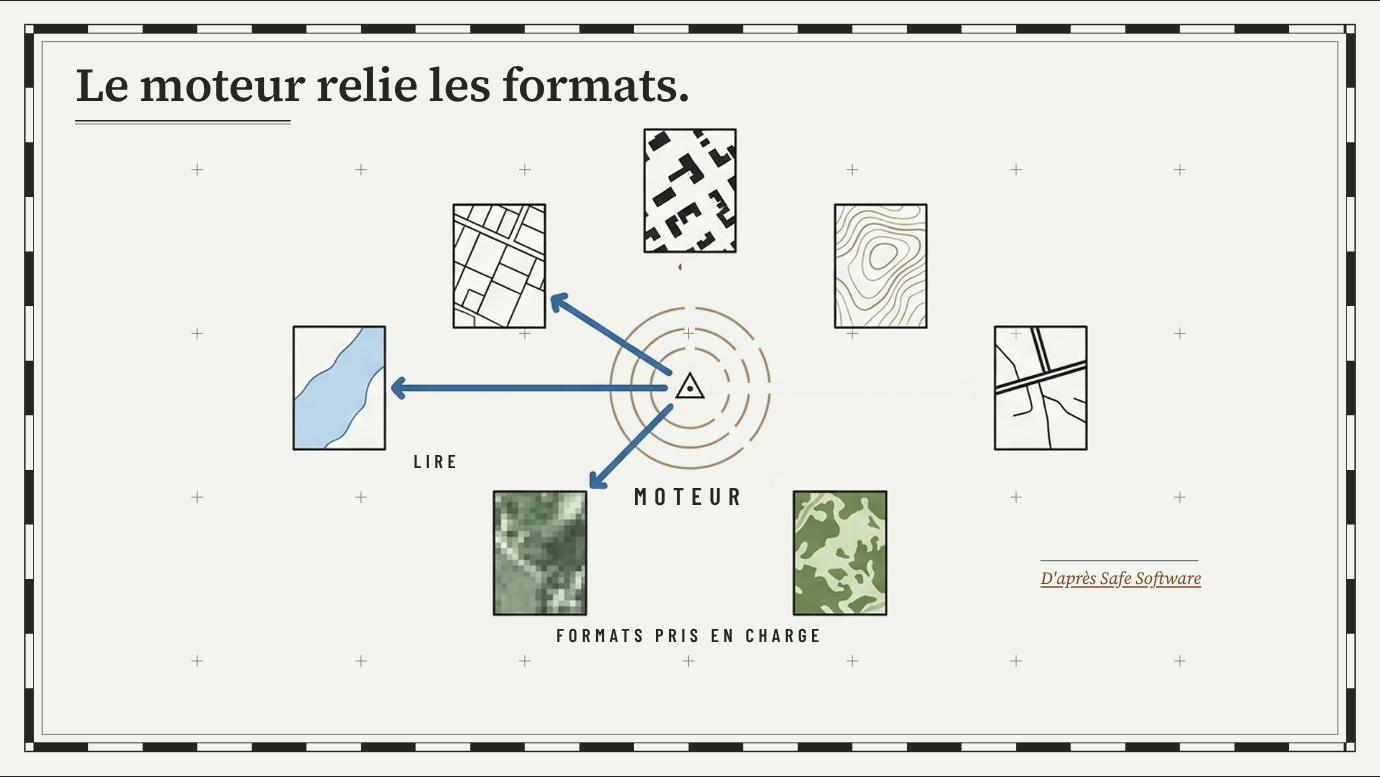 Le moteur relie les formats.
LIRE
MOTEUR
D'après Safe Software
FORMATS PRIS EN CHARGE